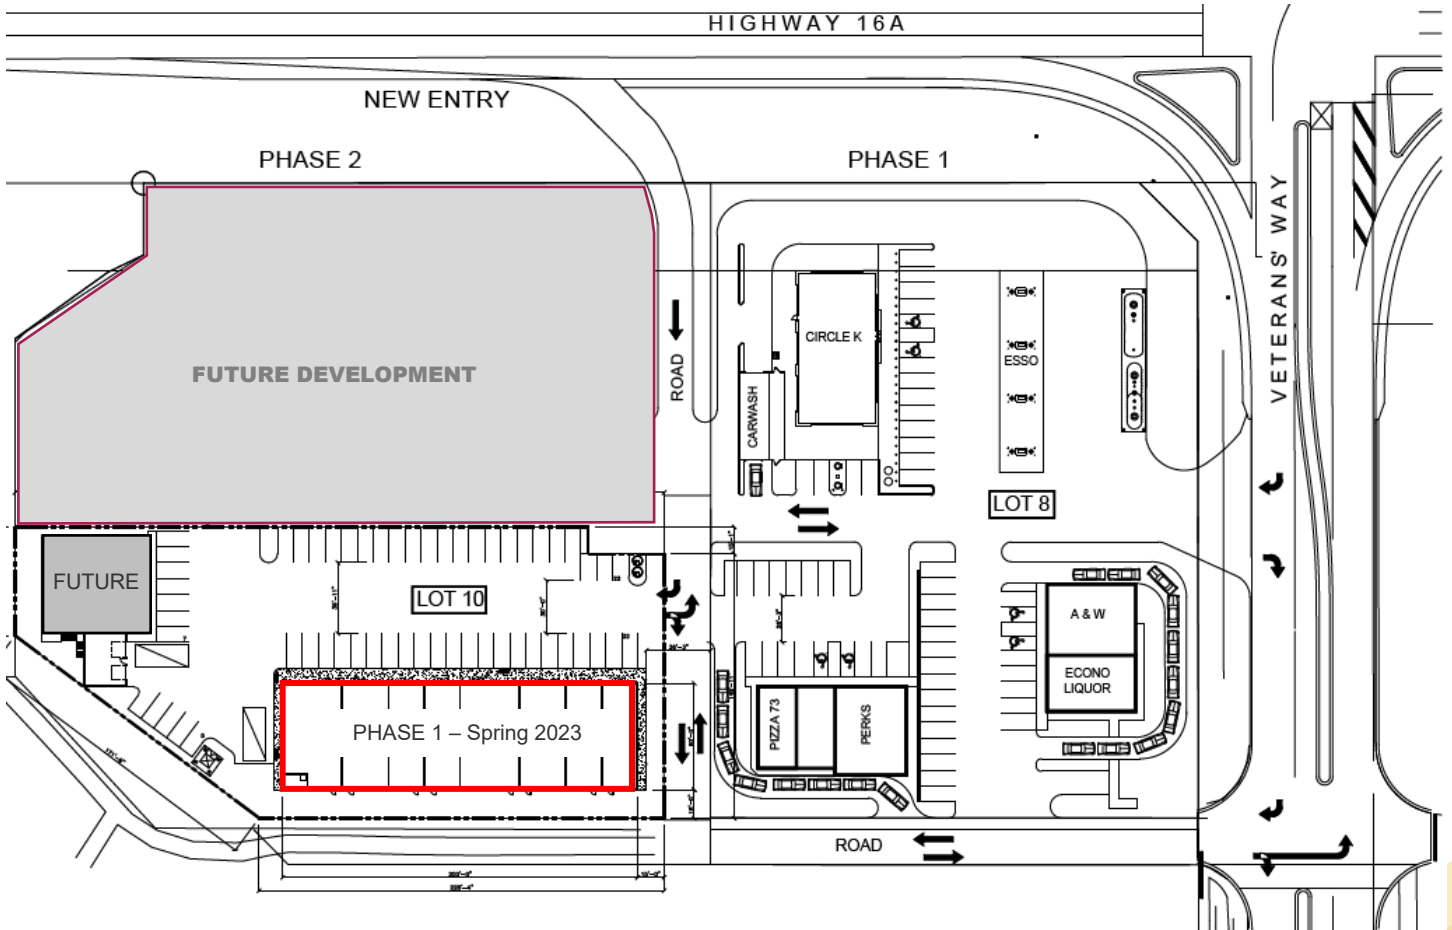 HIGHWAY 16A
NEW ENTRY
PHASE 2
PHASE 1
VETERANS' WAY
FUTURE DEVELOPMENT
ROAD
CIRCLE K
ESSO
CARWASH
LOT 8
FUTURE
LOT 10
A & W
ECONO
LIQUOR
PIZZA 73
PERKS
PHASE 1 – Spring 2023
ROAD